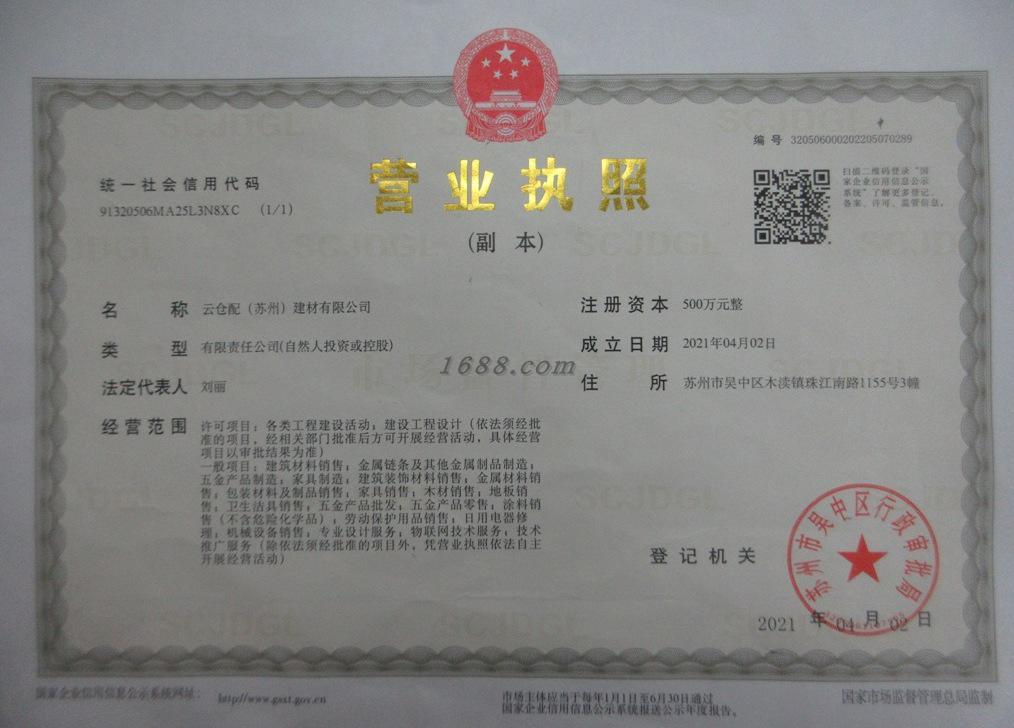 编 号 320506000202205070289
统一社会信用代码
91320506MA25L3N8XC (1/1)
营业执照
(副 本)
扫描二维码登录“国
家企业信用信息公示
系统”了解更多登记、
备案、许可、监管信息。
名 称 云仓配（苏州）建材有限公司
类 型 有限责任公司(自然人投资或控股)
法定代表人 刘丽
经营范围 许可项目：各类工程建设活动；建设工程设计（依法须经批
准的项目，经相关部门批准后方可开展经营活动，具体经营
项目以审批结果为准）
一般项目：建筑材料销售；金属链条及其他金属制品制造；
五金产品制造；家具制造；建筑装饰材料销售；金属材料销
售；包装材料及制品销售；家具销售；木材销售；地板销
售；卫生洁具销售；五金产品批发；五金产品零售；涂料销
售（不含危险化学品）；劳动保护用品销售；日用电器修
理；机械设备销售；专业设计服务；物联网技术服务；技术
推广服务（除依法须经批准的项目外，凭营业执照依法自主
开展经营活动）
注册资本 500万元整
成立日期 2021年04月02日
住 所 苏州市吴中区木渎镇珠江南路1155号3幢
1688.com
登记机关
苏州市吴中区行政审批局
2021 年 04 月 02 日
国家企业信用信息公示系统网址： http://www.gsxt.gov.cn
市场主体应当于每年1月1日至6月30日通过
国家企业信用信息公示系统报送公示年度报告。
国家市场监督管理总局监制